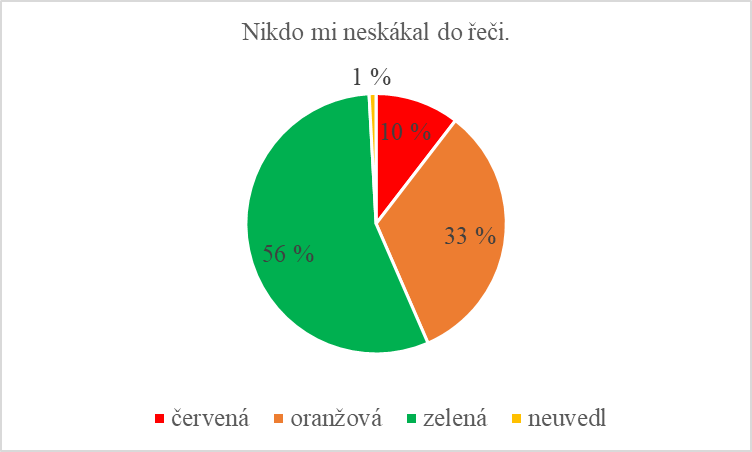 Nikdo mi neskákal do řeči.
1 %
10 %
33 %
56 %
červená oranžová zelená neuvedl